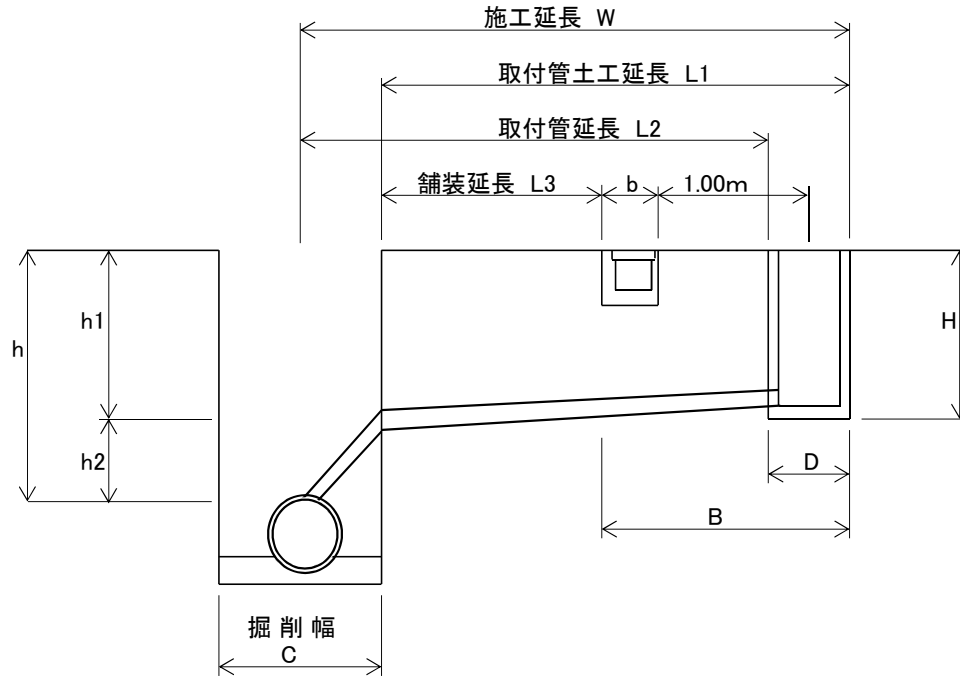 施工延長 W
取付管土工延長 L1
取付管延長 L2
舗装延長 L3
b
1.00m
h1
h
H
h2
D
B
掘削幅
C